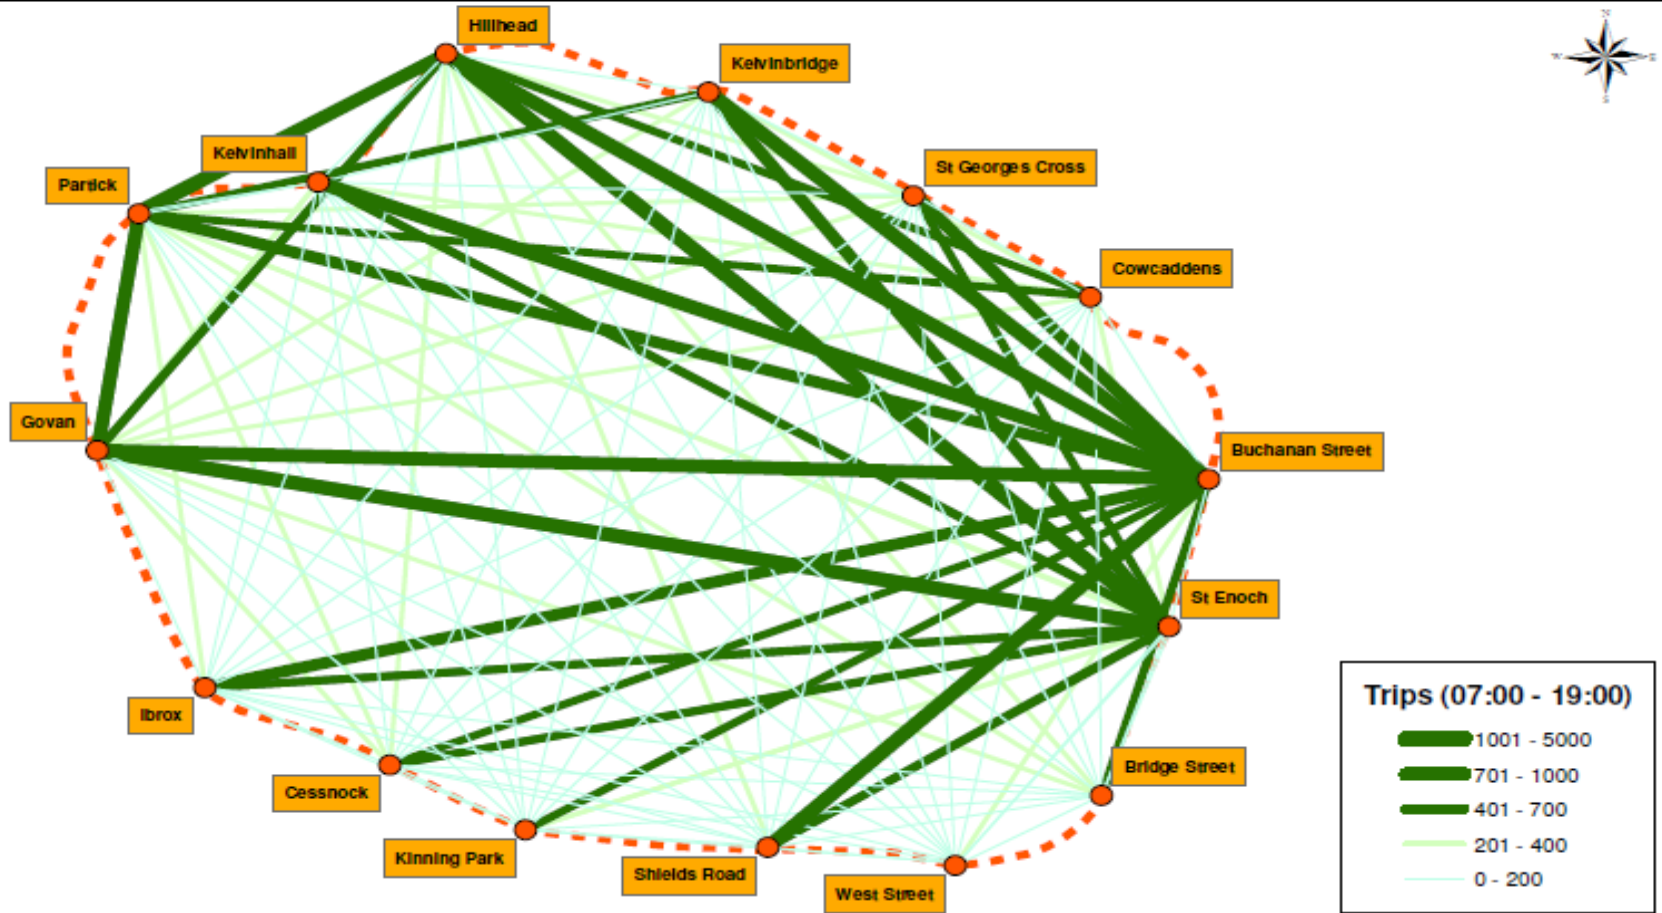 Hillhead
Kelvinbridge
Kelvinhall
St Georges Cross
Partick
Cowcaddens
Govan
Buchanan Street
St Enoch
Ibrox
Cessnock
Bridge Street
Kinning Park
Shields Road
West Street
N
W
E
S
Trips (07:00 - 19:00)
1001 - 5000
701 - 1000
401 - 700
201 - 400
0 - 200